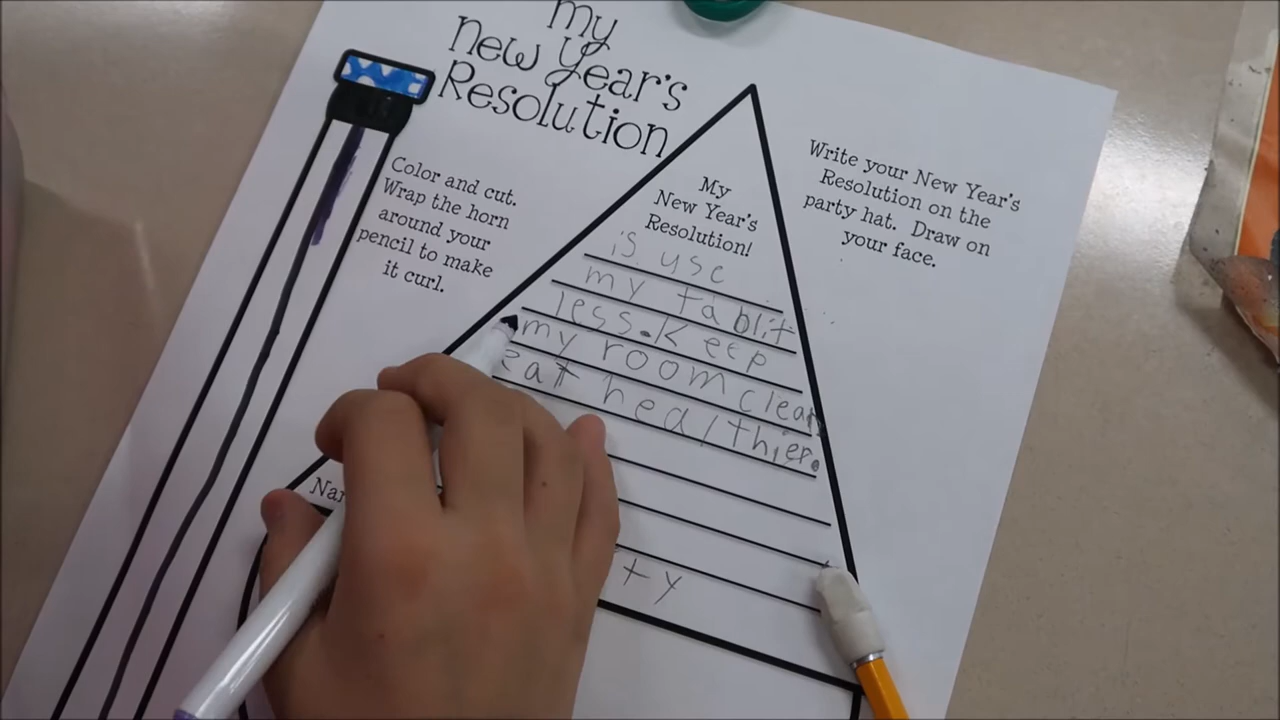 my
New Year's
Resolution
Color and cut.
Wrap the horn
around your
pencil to make
it curl.
My
New Year's
Resolution!
is use
my tablit
less. Keep
my room clean
eat healthier.
Write your New Year's
Resolution on the
party hat. Draw on
your face.
Nar
ty